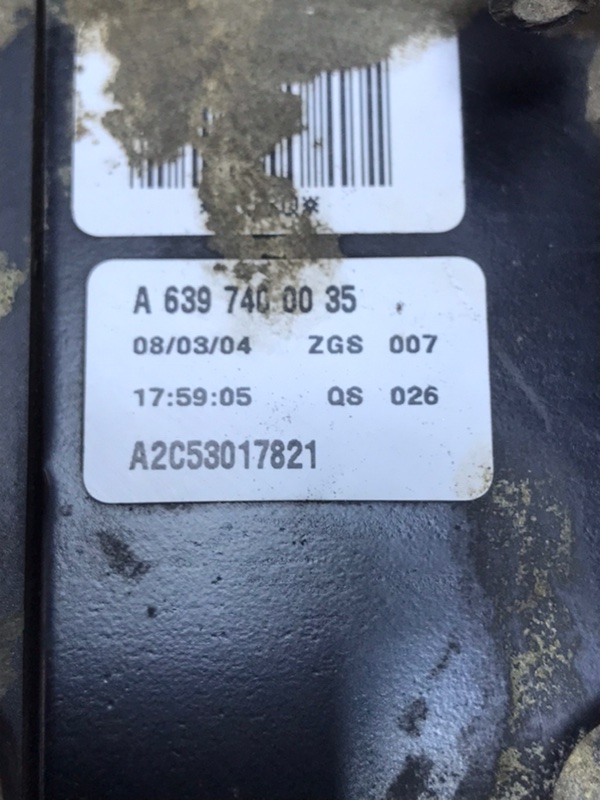 A 639 740 00 35
08/03/04 ZGS 007
17:59:05 QS 026
A2C53017821